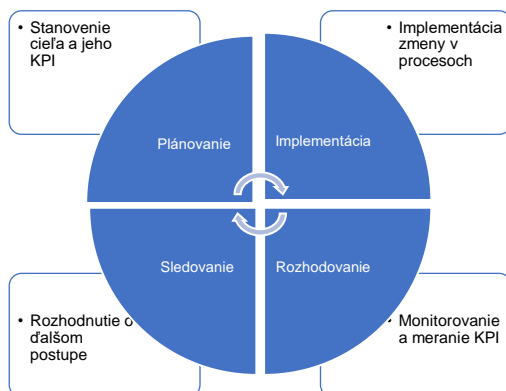 • Stanovenie
cieľa a jeho
KPI
• Implementácia
zmeny v
procesoch
Plánovanie
Implementácia
Sledovanie
Rozhodovanie
• Rozhodnutie o
ďalšom
postupe
• Monitorovanie
a meranie KPI